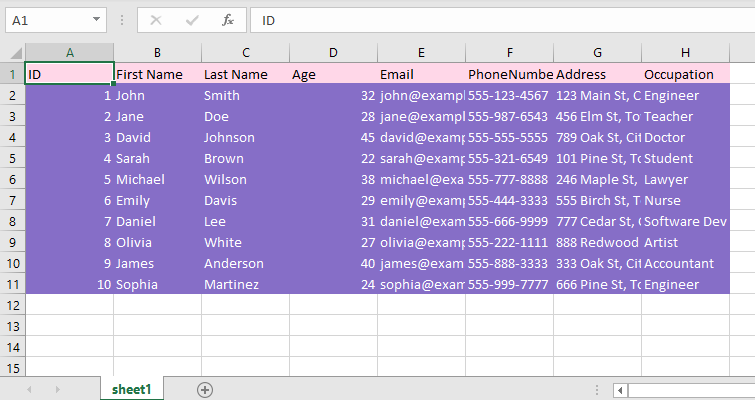 A1 fx ID
A B C D E F G H
1 ID First Name Last Name Age Email PhoneNumbe Address Occupation
2 1 John Smith 32 john@exampl 555-123-4567 123 Main St, C Engineer
3 2 Jane Doe 28 jane@examp 555-987-6543 456 Elm St, To Teacher
4 3 David Johnson 45 david@examp 555-555-5555 789 Oak St, Cit Doctor
5 4 Sarah Brown 22 sarah@examp 555-321-6549 101 Pine St, To Student
6 5 Michael Wilson 38 michael@exa 555-777-8888 246 Maple St, Lawyer
7 6 Emily Davis 29 emily@examp 555-444-3333 555 Birch St, T Nurse
8 7 Daniel Lee 31 daniel@exam 555-666-9999 777 Cedar St, Software Dev
9 8 Olivia White 27 olivia@examp 555-222-1111 888 Redwood Artist
10 9 James Anderson 40 james@exam 555-888-3333 333 Oak St, Cit Accountant
11 10 Sophia Martinez 24 sophia@exam 555-999-7777 666 Pine St, To Engineer
12
13
14
15
sheet1